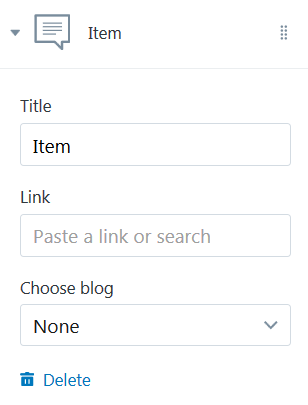 Item
Title
Item
Link
Paste a link or search
Choose blog
None
Delete